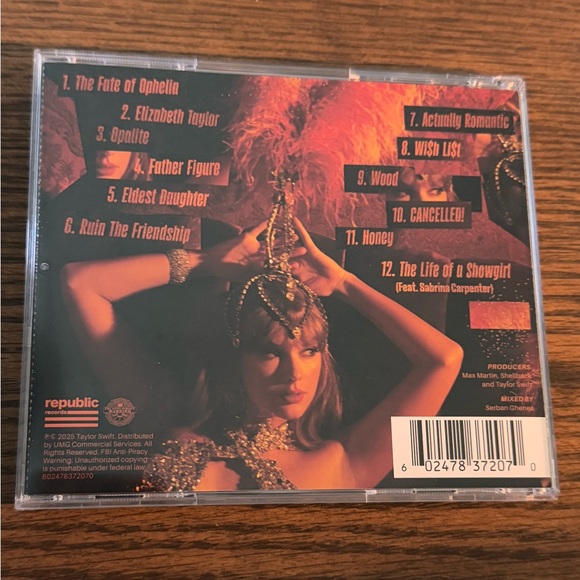 1. The Fate of Ophelia
2. Elizabeth Taylor
3. Opalite
4. Father Figure
5. Eldest Daughter
6. Ruin The Friendship
7. Actually Romantic
8. Wi$h Li$t
9. Wood
10. CANCELLED!
11. Honey
12. The Life of a Showgirl
(Feat. Sabrina Carpenter)
PRODUCERS
Max Martin, Shellback
and Taylor Swift
MIXED BY
Serban Ghenea
republic
records
℗ © 2025 Taylor Swift. Distributed
by UMG Commercial Services. All
Rights Reserved. FBI Anti-Piracy
Warning: Unauthorized copying
is punishable under federal law
602478372070
6 02478 37207 0